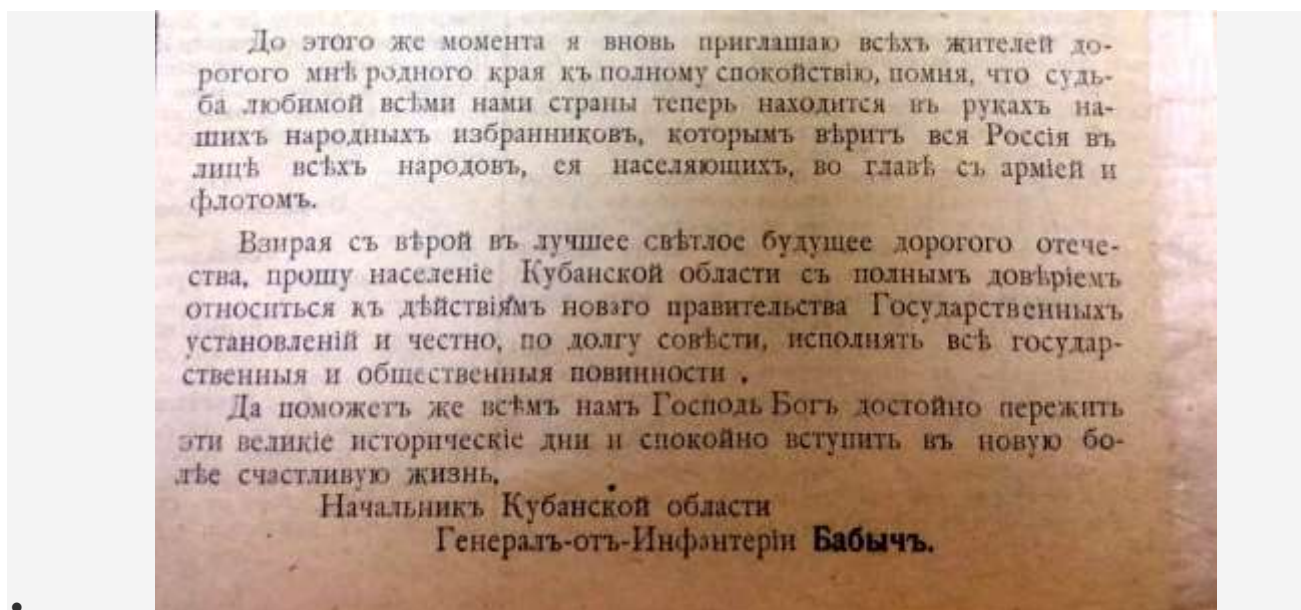 До этого же момента я вновь приглашаю всѣхъ жителей до-
рогого мнѣ родного края къ полному спокойствію, помня, что судь-
ба любимой всѣми нами страны теперь находится въ рукахъ на-
шихъ народныхъ избранниковъ, которымъ вѣритъ вся Россія въ
лицѣ всѣхъ народовъ, ея населяющихъ, во главѣ съ арміей и
флотомъ.
Взирая съ вѣрой въ лучшее свѣтлое будущее дорогого отече-
ства, прошу населеніе Кубанской области съ полнымъ довѣріемъ
относиться къ дѣйствіямъ новаго правительства Государственныхъ
установленій и честно, по долгу совѣсти, исполнять всѣ государ-
ственныя и общественныя повинности .
Да поможетъ же всѣмъ намъ Господь Богъ достойно пережить
эти великіе историческіе дни и спокойно вступить въ новую бо-
лѣе счастливую жизнь.
Начальникъ Кубанской области
Генералъ-отъ-Инфантеріи Бабычъ.